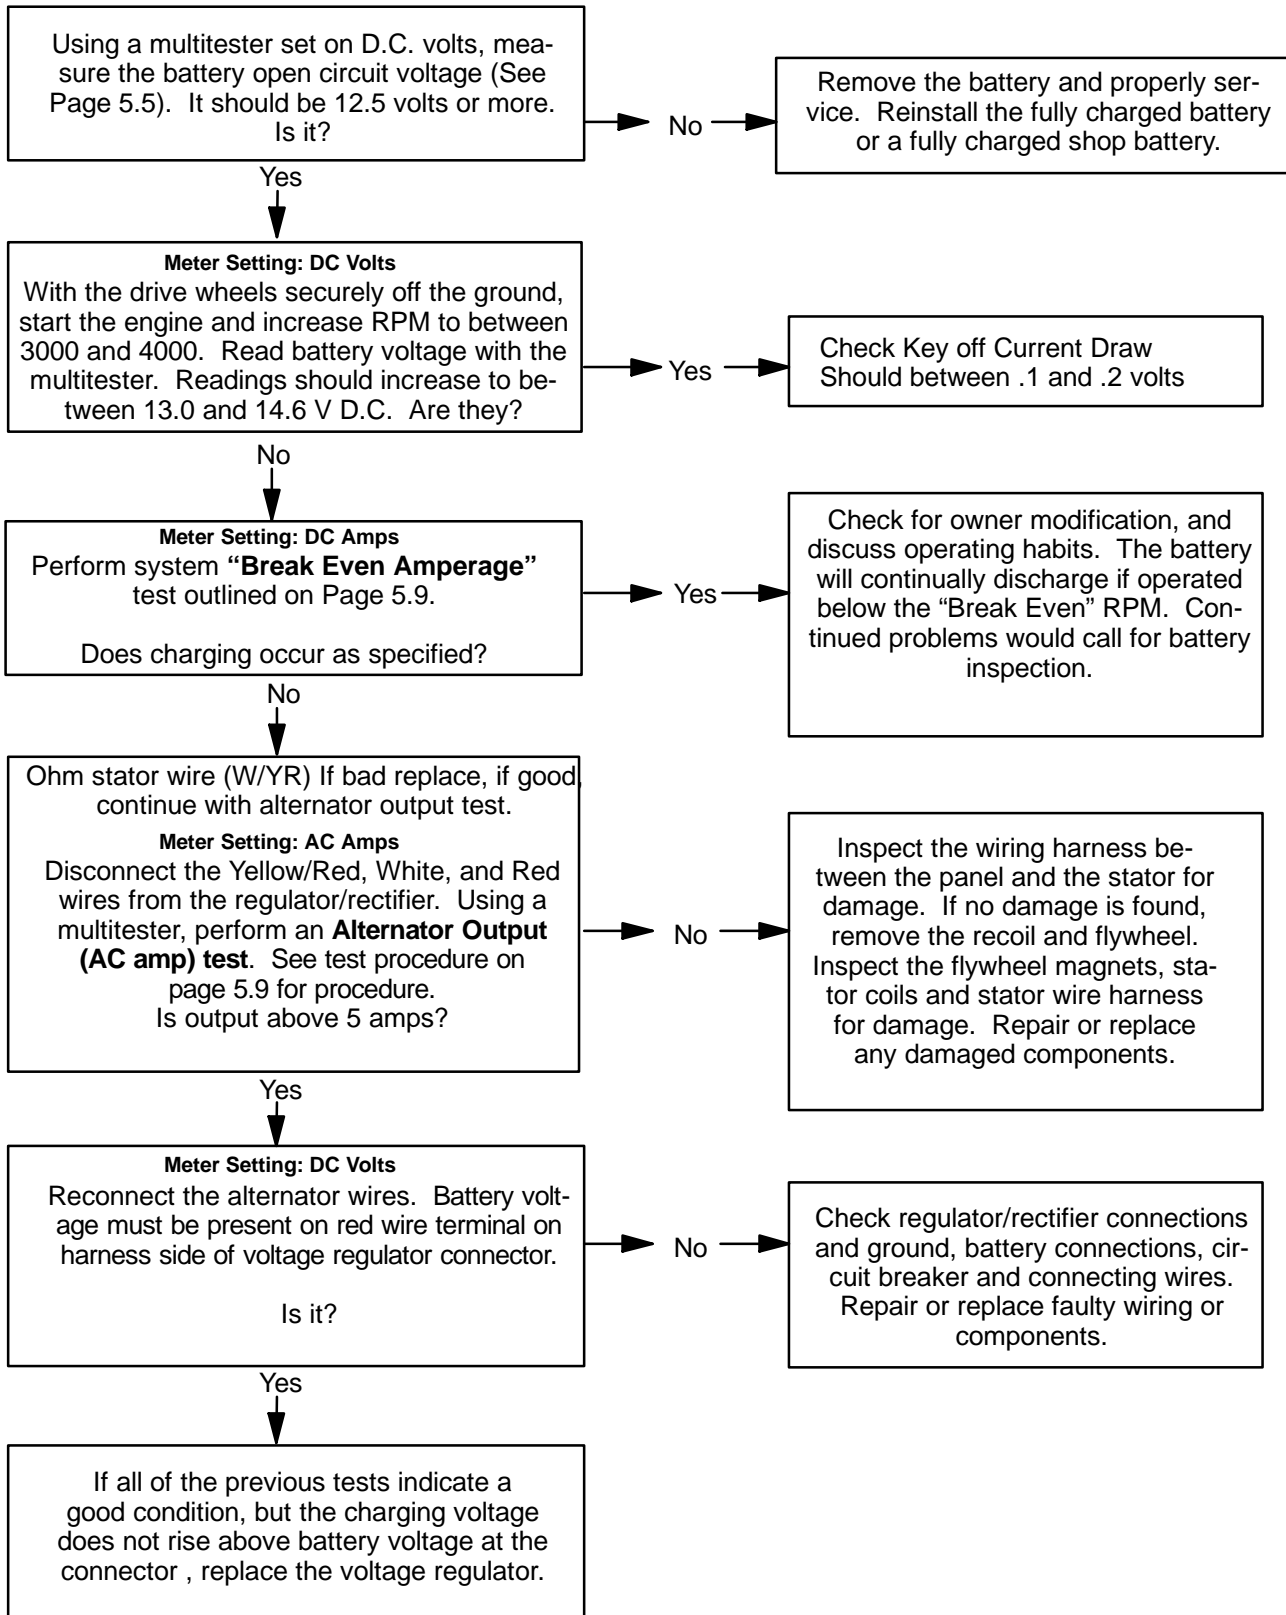 Using a multitester set on D.C. volts, mea-
sure the battery open circuit voltage (See
Page 5.5). It should be 12.5 volts or more.
Is it?
No
Remove the battery and properly ser-
vice. Reinstall the fully charged battery
or a fully charged shop battery.
Yes
Meter Setting: DC Volts
With the drive wheels securely off the ground,
start the engine and increase RPM to between
3000 and 4000. Read battery voltage with the
multitester. Readings should increase to be-
tween 13.0 and 14.6 V D.C. Are they?
Yes
Check Key off Current Draw
Should between .1 and .2 volts
No
Meter Setting: DC Amps
Perform system “Break Even Amperage”
test outlined on Page 5.9.
Does charging occur as specified?
Yes
Check for owner modification, and
discuss operating habits. The battery
will continually discharge if operated
below the “Break Even” RPM. Con-
tinued problems would call for battery
inspection.
No
Ohm stator wire (W/YR) If bad replace, if good,
continue with alternator output test.
Meter Setting: AC Amps
Disconnect the Yellow/Red, White, and Red
wires from the regulator/rectifier. Using a
multitester, perform an Alternator Output
(AC amp) test. See test procedure on
page 5.9 for procedure.
Is output above 5 amps?
No
Inspect the wiring harness be-
tween the panel and the stator for
damage. If no damage is found,
remove the recoil and flywheel.
Inspect the flywheel magnets, sta-
tor coils and stator wire harness
for damage. Repair or replace
any damaged components.
Yes
Meter Setting: DC Volts
Reconnect the alternator wires. Battery volt-
age must be present on red wire terminal on
harness side of voltage regulator connector.
Is it?
No
Check regulator/rectifier connections
and ground, battery connections, cir-
cuit breaker and connecting wires.
Repair or replace faulty wiring or
components.
Yes
If all of the previous tests indicate a
good condition, but the charging voltage
does not rise above battery voltage at the
connector , replace the voltage regulator.